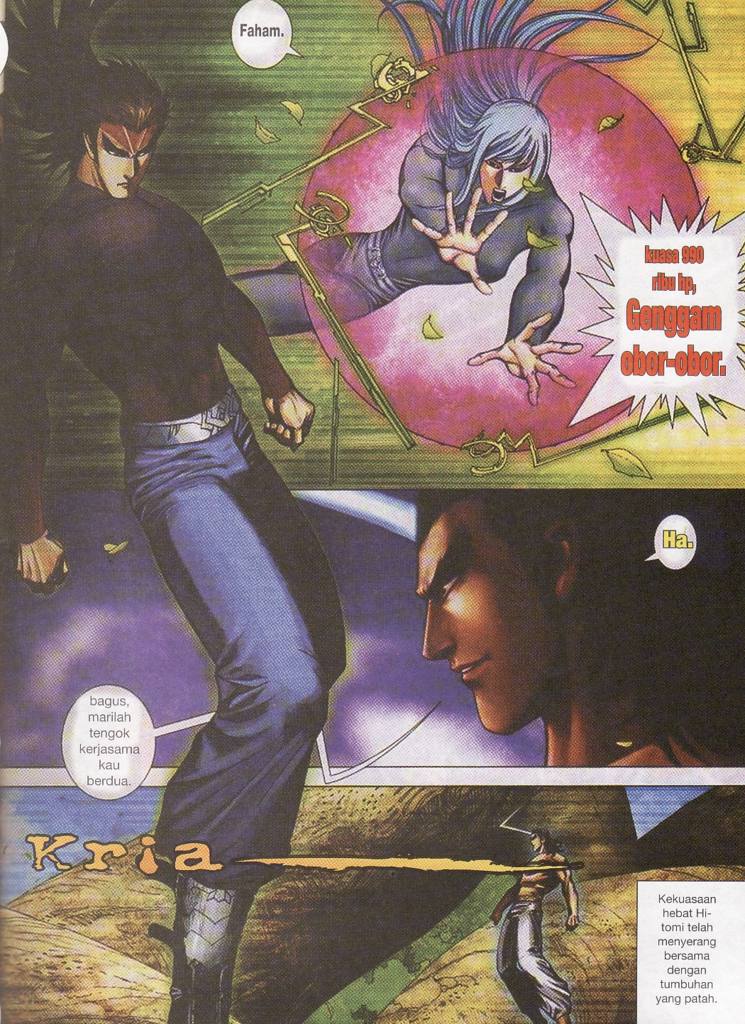 Faham.
kuasa 990
ribu hp,
Genggam
obor-obor.
Ha.
bagus,
marilah
tengok
kerjasama
kau
berdua.
Kria
Kekuasaan
hebat Hi-
tomi telah
menyerang
bersama
dengan
tumbuhan
yang patah.